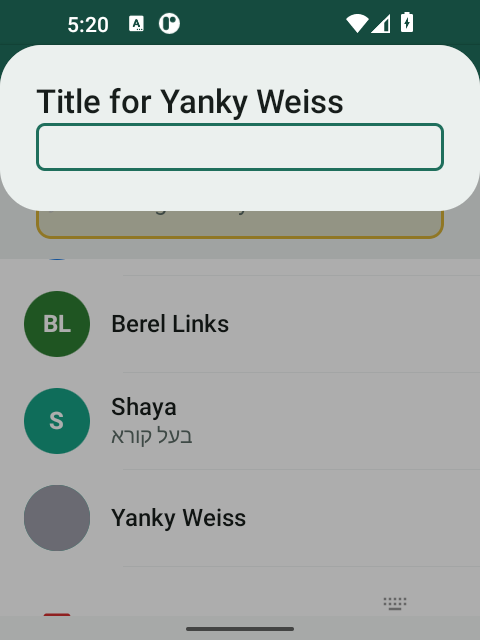 5:20
Title for Yanky Weiss
BL
Berel Links
S
Shaya
בעל קורא
Yanky Weiss